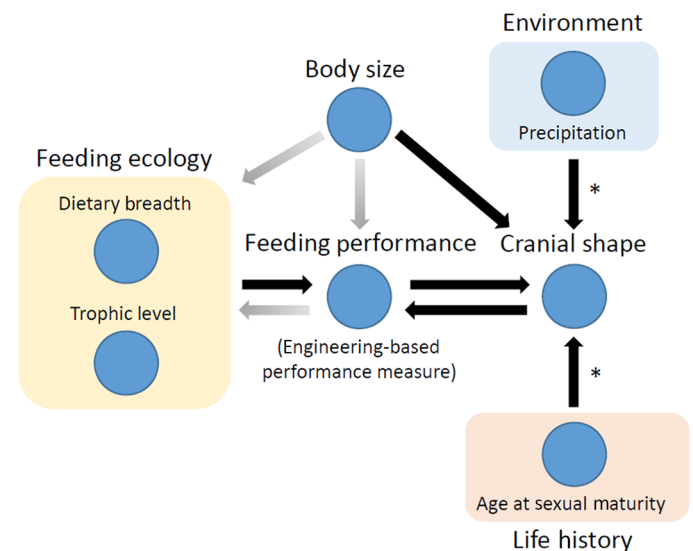 Environment
Body size
Precipitation
Feeding ecology
Dietary breadth
*
Feeding performance
Cranial shape
Trophic level
(Engineering-based
performance measure)
*
Age at sexual maturity
Life history